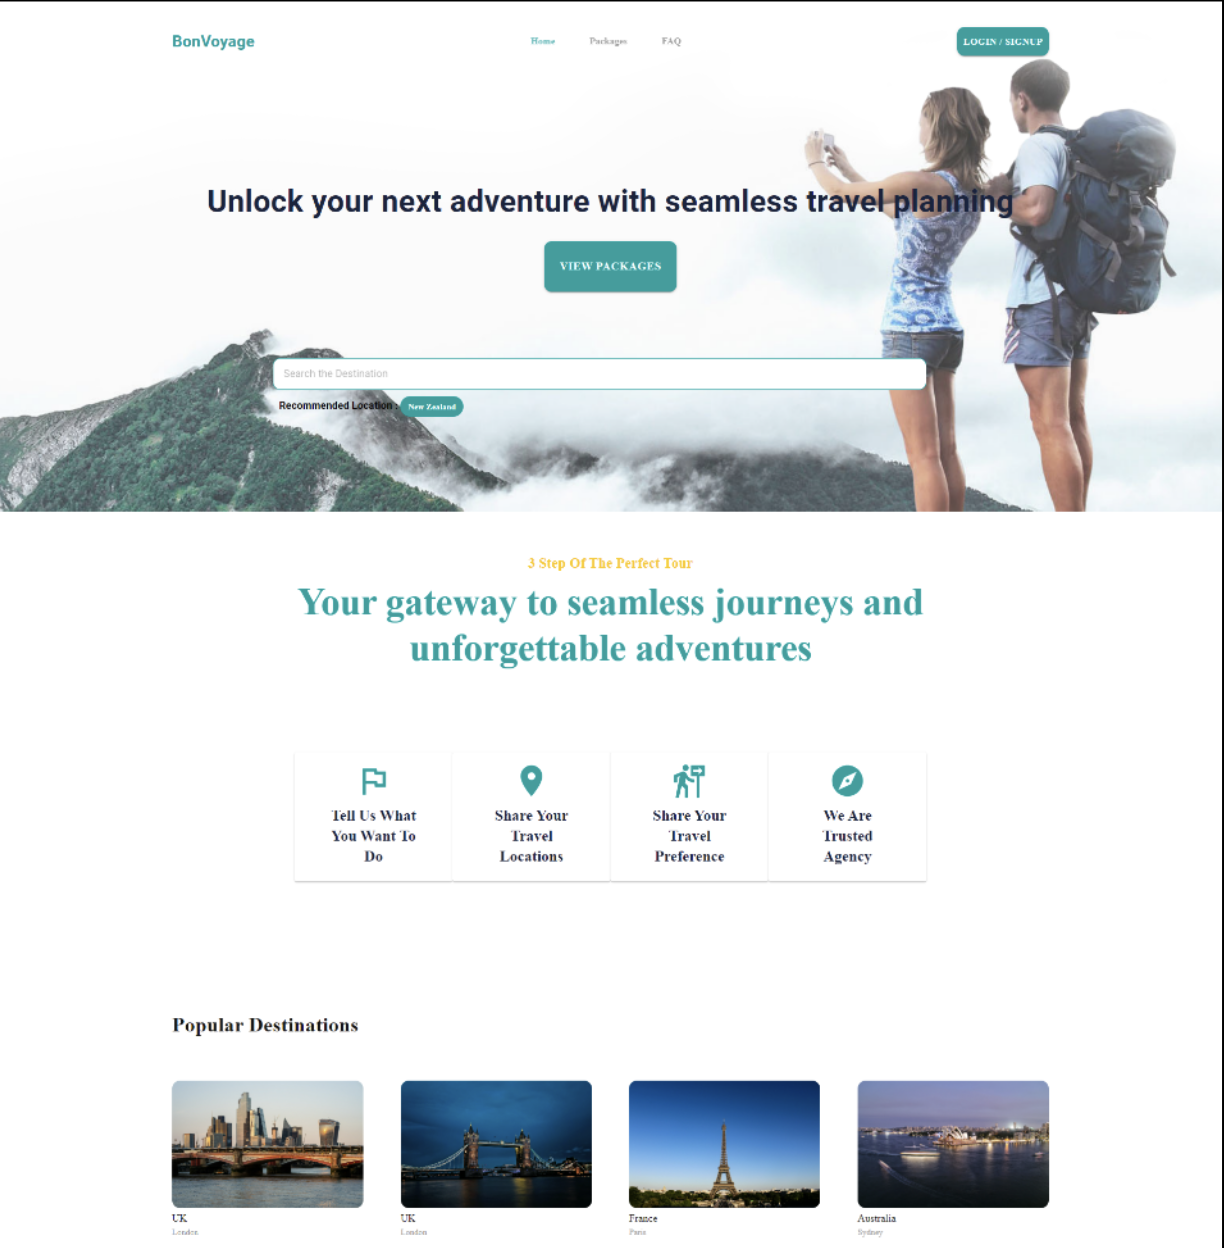 BonVoyage
Home
Packages
FAQ
LOGIN / SIGNUP
Unlock your next adventure with seamless travel planning
VIEW PACKAGES
Search the Destination
Recommended Location :
New Zealand
3 Step Of The Perfect Tour
Your gateway to seamless journeys and
unforgettable adventures
Tell Us What
You Want To
Do
Share Your
Travel
Locations
Share Your
Travel
Preference
We Are
Trusted
Agency
Popular Destinations
UK
London
UK
London
France
Paris
Australia
Sydney